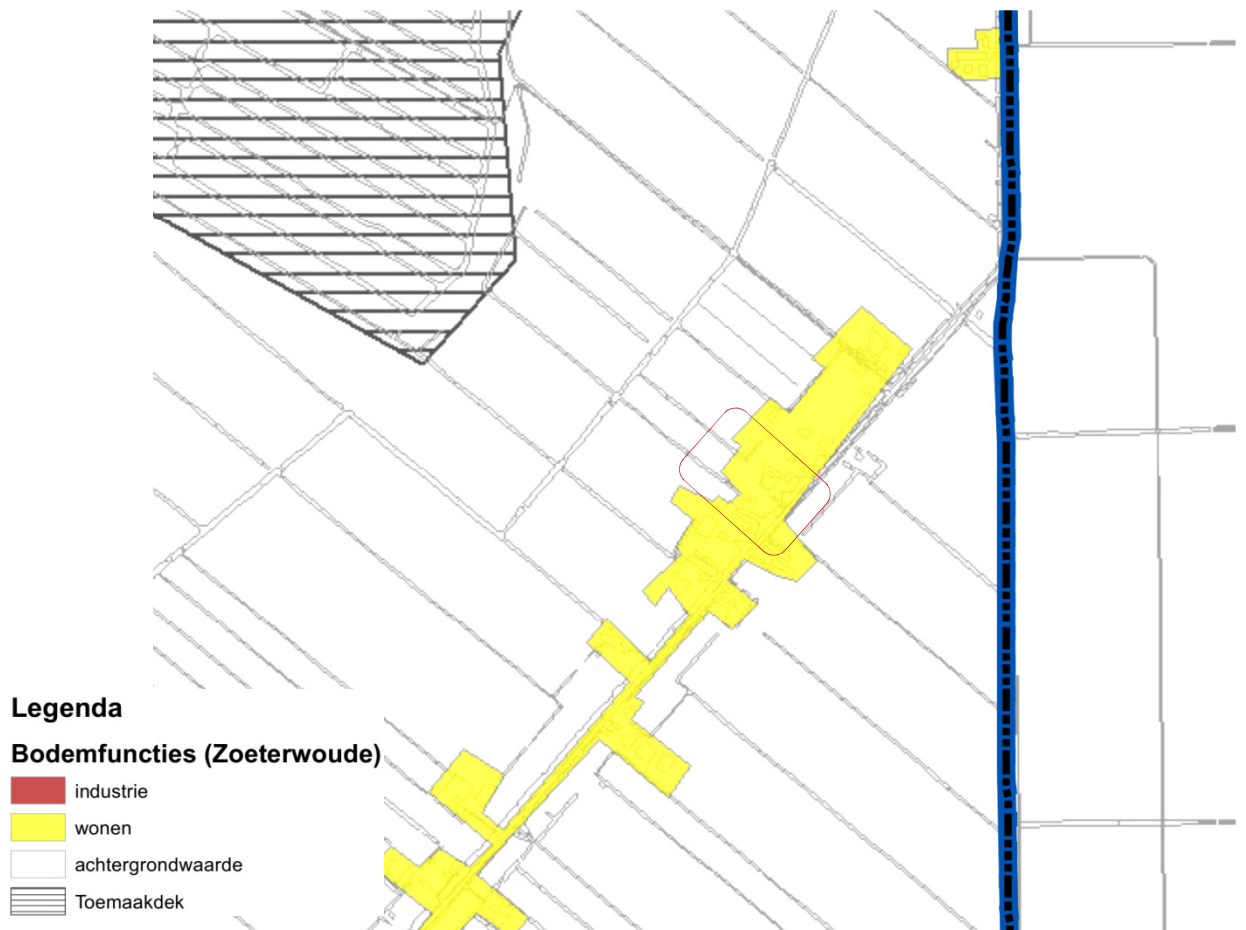 Legenda
Bodemfuncties (Zoeterwoude)
industrie
wonen
achtergrondwaarde
Toemaakdek